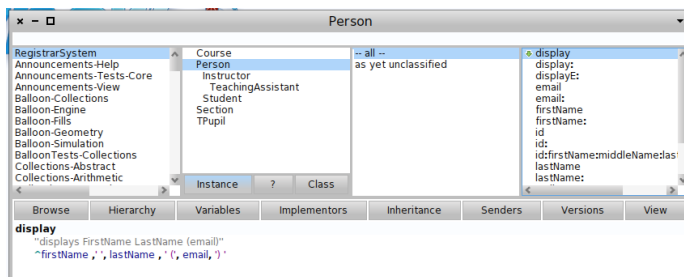 Person
RegistrarSystem
Announcements-Help
Announcements-Tests-Core
Announcements-View
Balloon-Collections
Balloon-Engine
Balloon-Fills
Balloon-Geometry
Balloon-Simulation
BalloonTests-Collections
Collections-Abstract
Collections-Arithmetic
Course
Person
Instructor
TeachingAssistant
Student
Section
TPupil
Instance ? Class
-- all --
as yet unclassified
display
display:
displayE:
email
email:
firstName
firstName:
id
id:
id:firstName:middleName:las
lastName
lastName:
Browse Hierarchy Variables Implementors Inheritance Senders Versions View
display
"displays FirstName LastName (email)"
^firstName ,' ', lastName , ' (', email, ') '